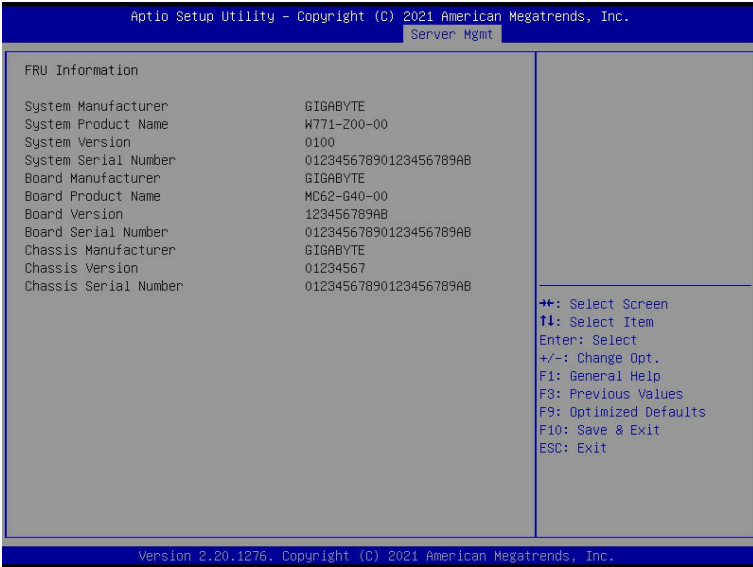 Aptio Setup Utility – Copyright (C) 2021 American Megatrends, Inc.
Server Mgmt
FRU Information
System Manufacturer GIGABYTE
System Product Name W771-Z00-00
System Version 0100
System Serial Number 01234567890123456789AB
Board Manufacturer GIGABYTE
Board Product Name MC62-G40-00
Board Version 123456789AB
Board Serial Number 01234567890123456789AB
Chassis Manufacturer GIGABYTE
Chassis Version 01234567
Chassis Serial Number 01234567890123456789AB
→←: Select Screen
↑↓: Select Item
Enter: Select
+/-: Change Opt.
F1: General Help
F3: Previous Values
F9: Optimized Defaults
F10: Save & Exit
ESC: Exit
Version 2.20.1276. Copyright (C) 2021 American Megatrends, Inc.